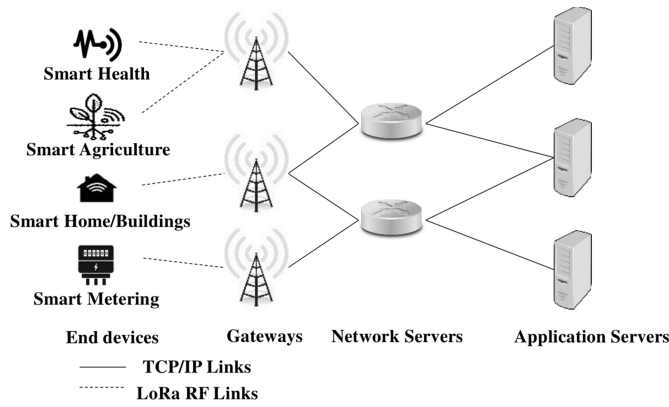 Smart Health
Smart Agriculture
Smart Home/Buildings
Smart Metering
End devices
Gateways
Network Servers
Application Servers
TCP/IP Links
LoRa RF Links